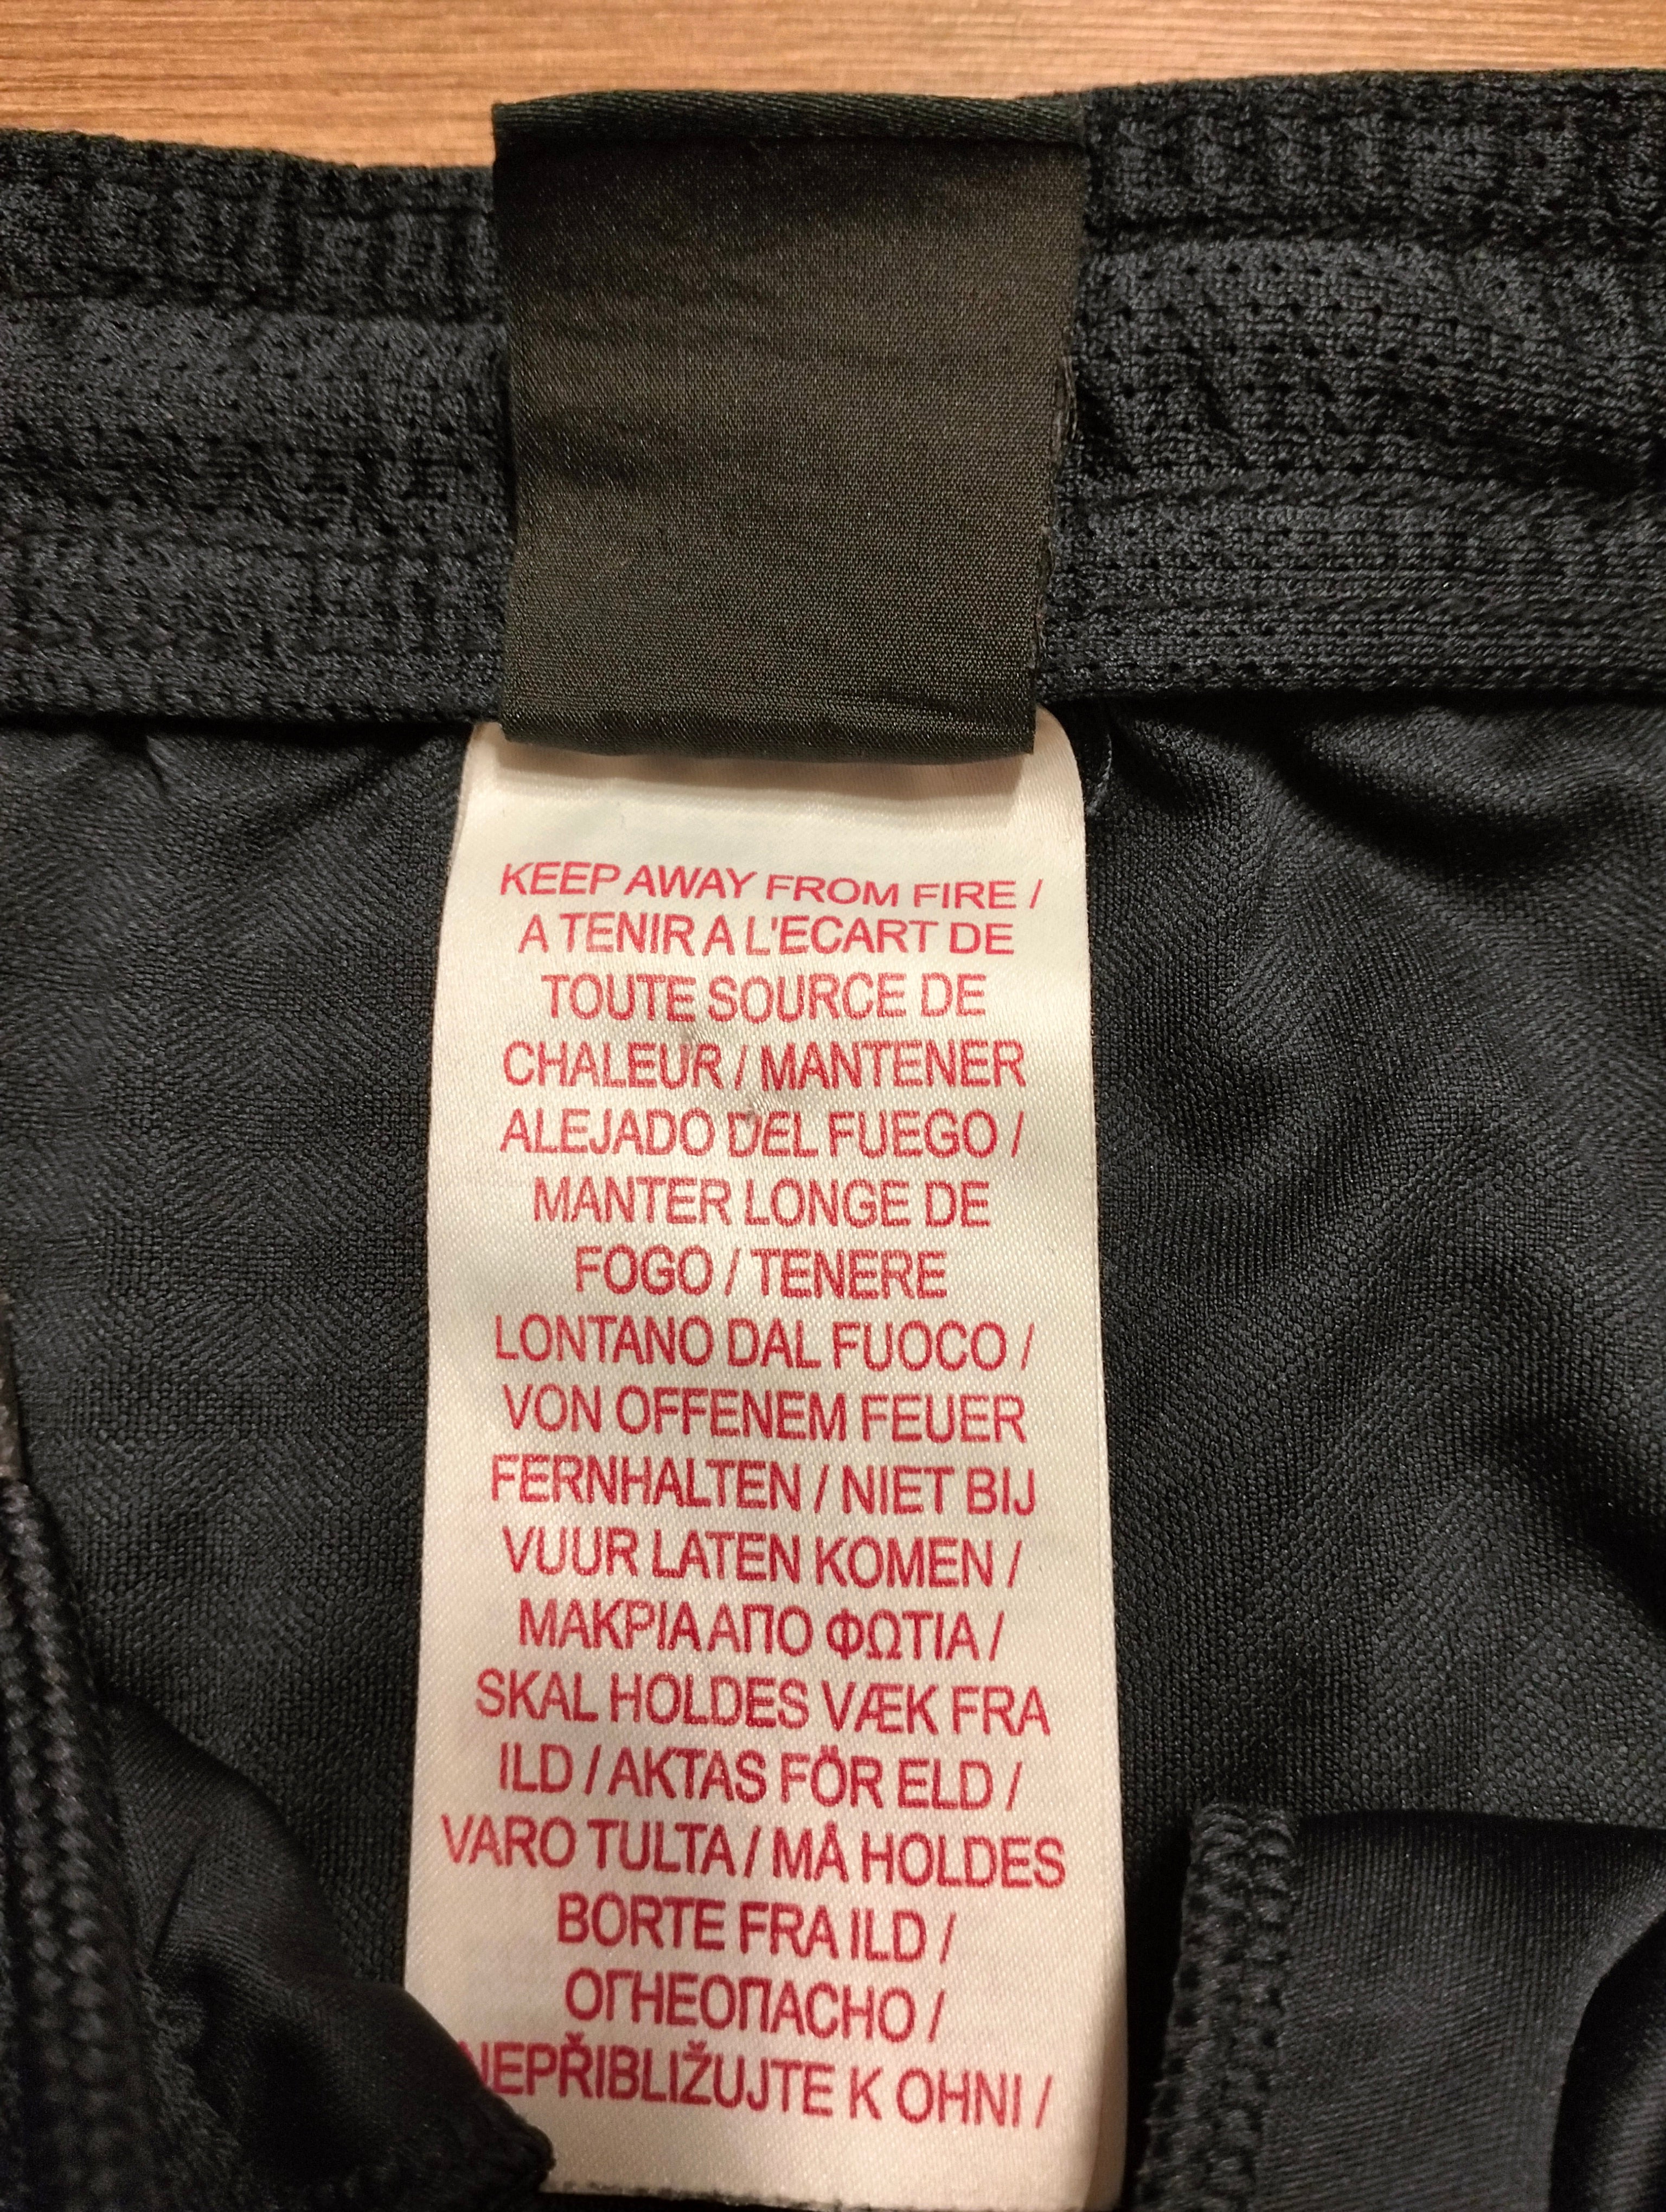 KEEP AWAY FROM FIRE /
A TENIR A L'ECART DE
TOUTE SOURCE DE
CHALEUR / MANTENER
ALEJADO DEL FUEGO /
MANTER LONGE DE
FOGO / TENERE
LONTANO DAL FUOCO /
VON OFFENEM FEUER
FERNHALTEN / NIET BIJ
VUUR LATEN KOMEN /
ΜΑΚΡΙΑ ΑΠΟ ΦΩΤΙΑ /
SKAL HOLDES VÆK FRA
ILD / AKTAS FÖR ELD /
VARO TULTA / MÅ HOLDES
BORTE FRA ILD /
ОГНЕОПАСНО /
NEPŘIBLIŽUJTE K OHNI /